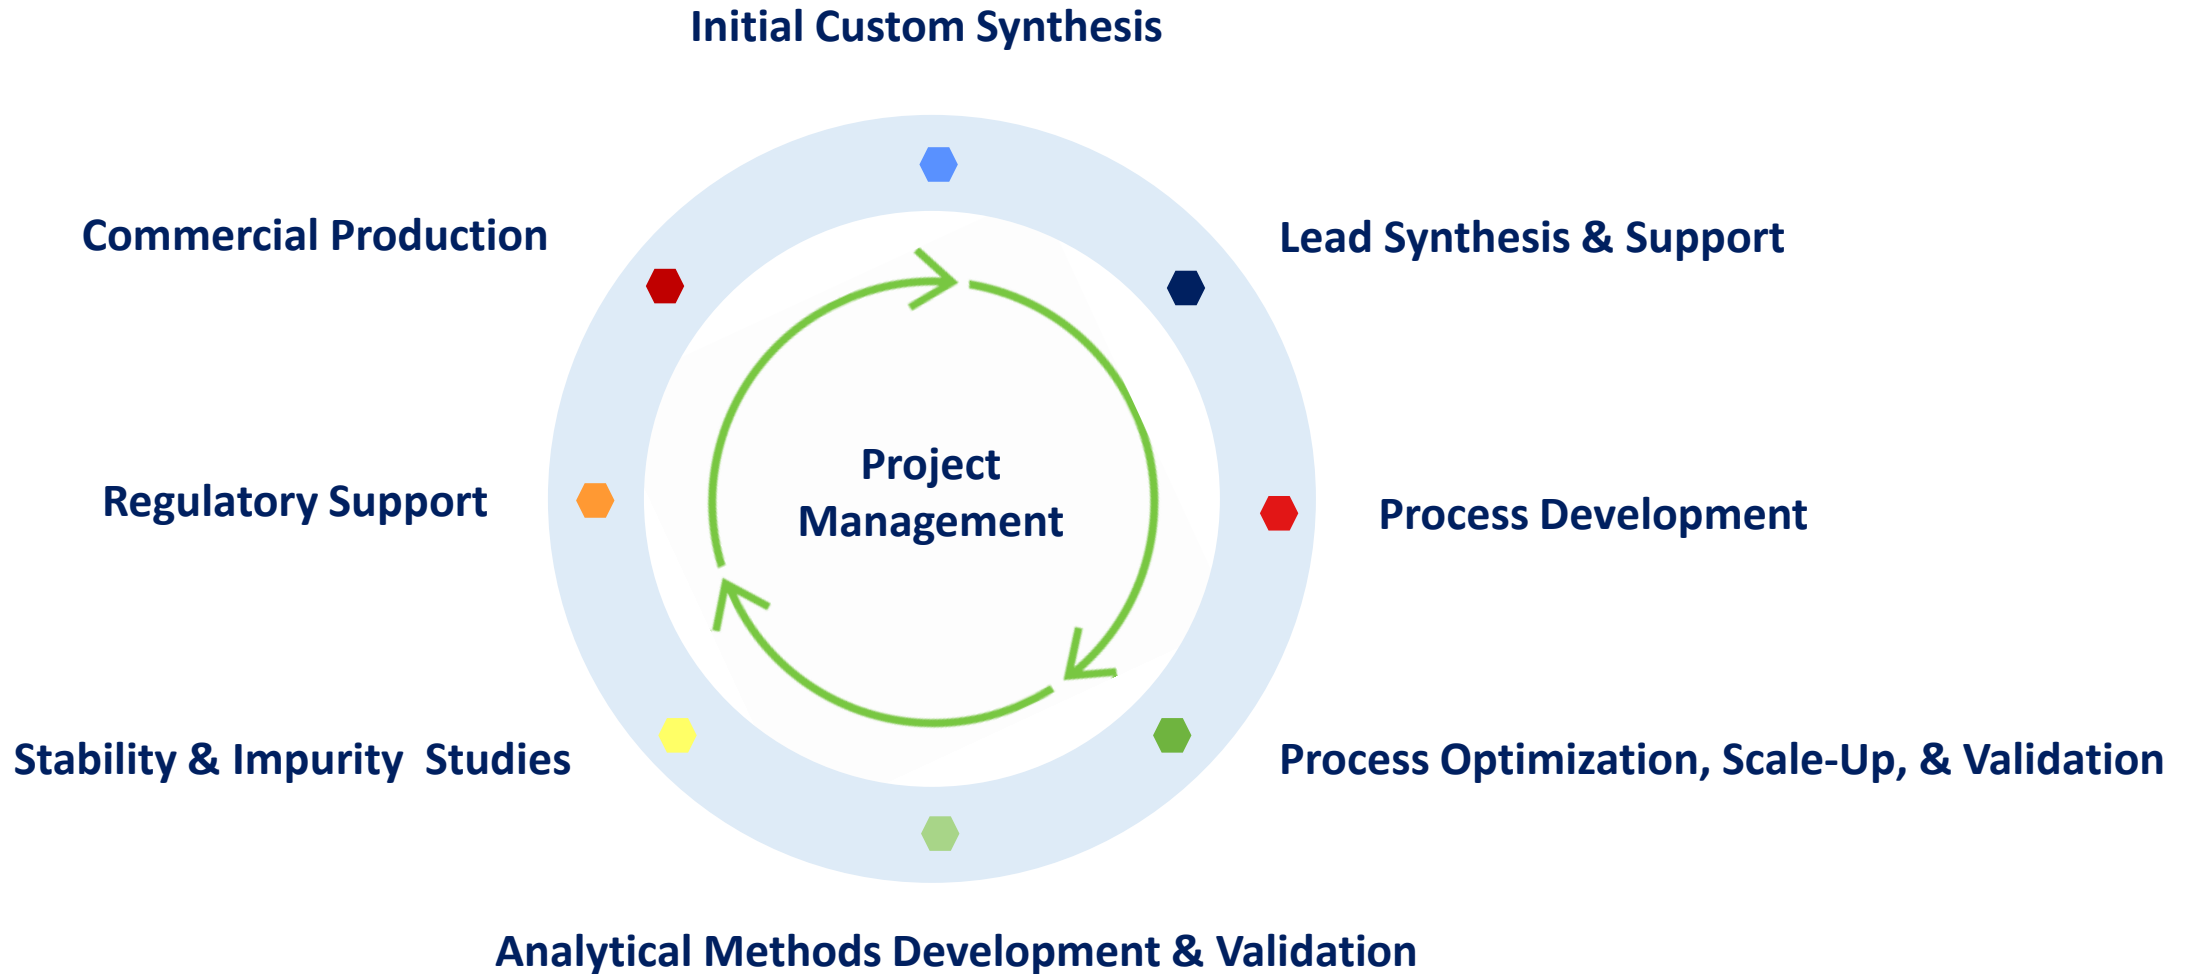 Initial Custom Synthesis
Commercial Production
Lead Synthesis & Support
Project
Management
Regulatory Support
Process Development
Stability & Impurity  Studies
Process Optimization, Scale-Up, & Validation
Analytical Methods Development & Validation